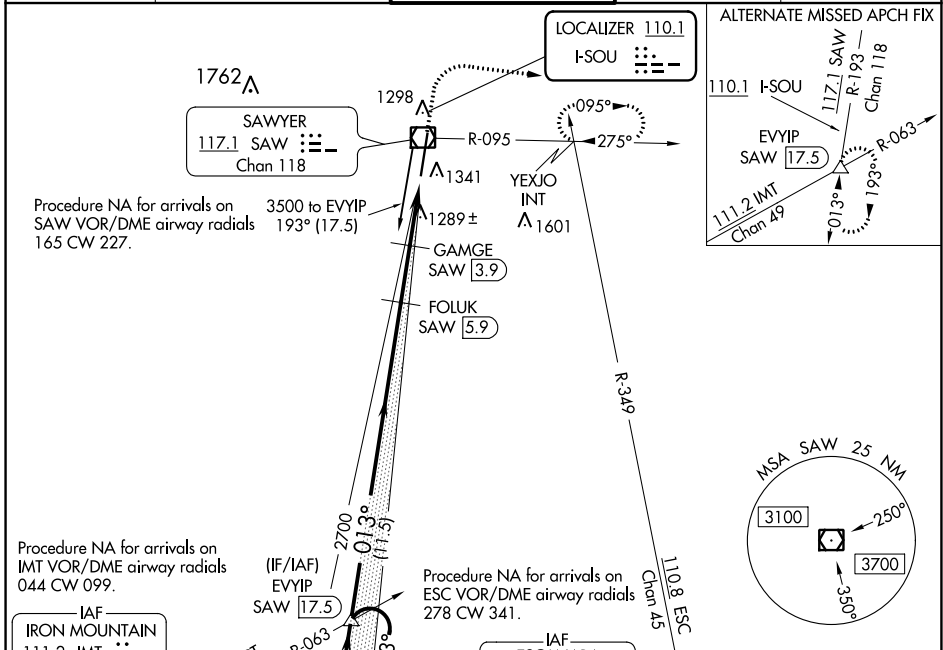 ALTERNATE MISSED APCH FIX
LOCALIZER 110.1
I-SOU
1762
1298
SAWYER
117.1 SAW
Chan 118
R-095
095°
275°
YEXJO
INT
1601
1341
1289 ±
Procedure NA for arrivals on
SAW VOR/DME airway radials
165 CW 227.
3500 to EVYIP
193° (17.5)
GAMGE
SAW 3.9
FOLUK
SAW 5.9
117.1 SAW
R-193
Chan 118
110.1 I-SOU
EVYIP
SAW 17.5
R-063
111.2 IMT
Chan 49
013°
193°
R-349
MSA SAW 25 NM
3100
250°
3700
350°
2700
013°
(11.5)
Procedure NA for arrivals on
IMT VOR/DME airway radials
044 CW 099.
(IF/IAF)
EVYIP
SAW 17.5
R-063
Procedure NA for arrivals on
ESC VOR/DME airway radials
278 CW 341.
110.8 ESC
Chan 45
IAF
IRON MOUNTAIN
111.2 IMT
IAF